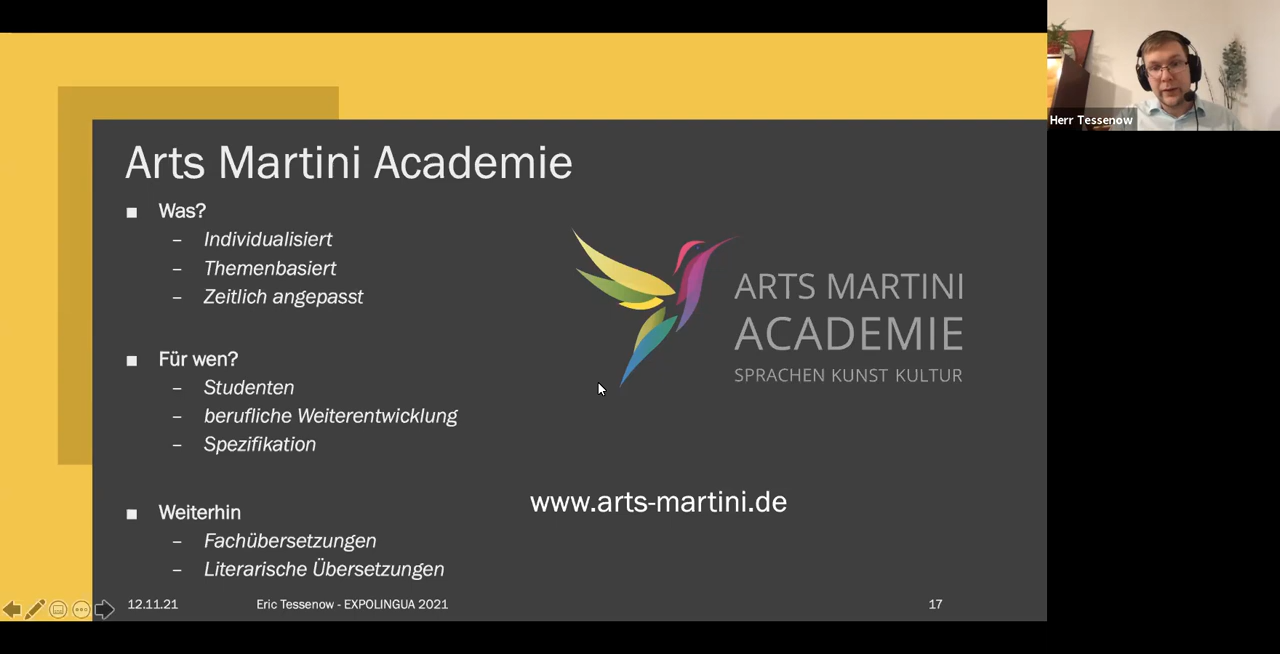 Arts Martini Academie
■ Was?
– Individualisiert
– Themenbasiert
– Zeitlich angepasst
■ Für wen?
– Studenten
– berufliche Weiterentwicklung
– Spezifikation
■ Weiterhin
– Fachübersetzungen
– Literarische Übersetzungen
ARTS MARTINI
ACADEMIE
SPRACHEN KUNST KULTUR
www.arts-martini.de
12.11.21
Eric Tessenow - EXPOLINGUA 2021
17
Herr Tessenow